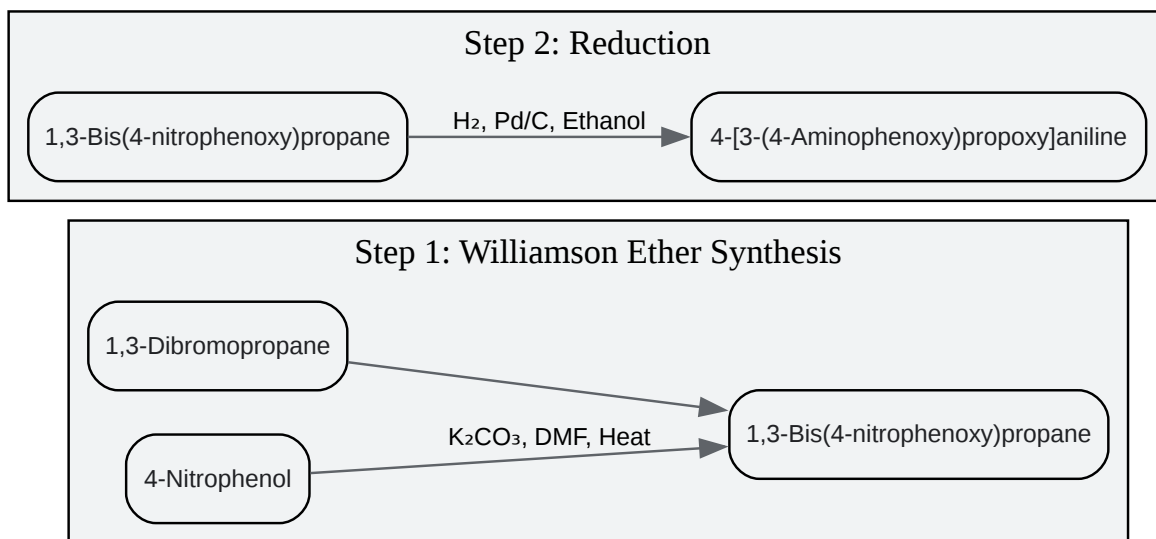 Step 2: Reduction
1,3-Bis(4-nitrophenoxy)propane
H₂, Pd/C, Ethanol
4-[3-(4-Aminophenoxy)propoxy]aniline
Step 1: Williamson Ether Synthesis
1,3-Dibromopropane
4-Nitrophenol
K₂CO₃, DMF, Heat
1,3-Bis(4-nitrophenoxy)propane